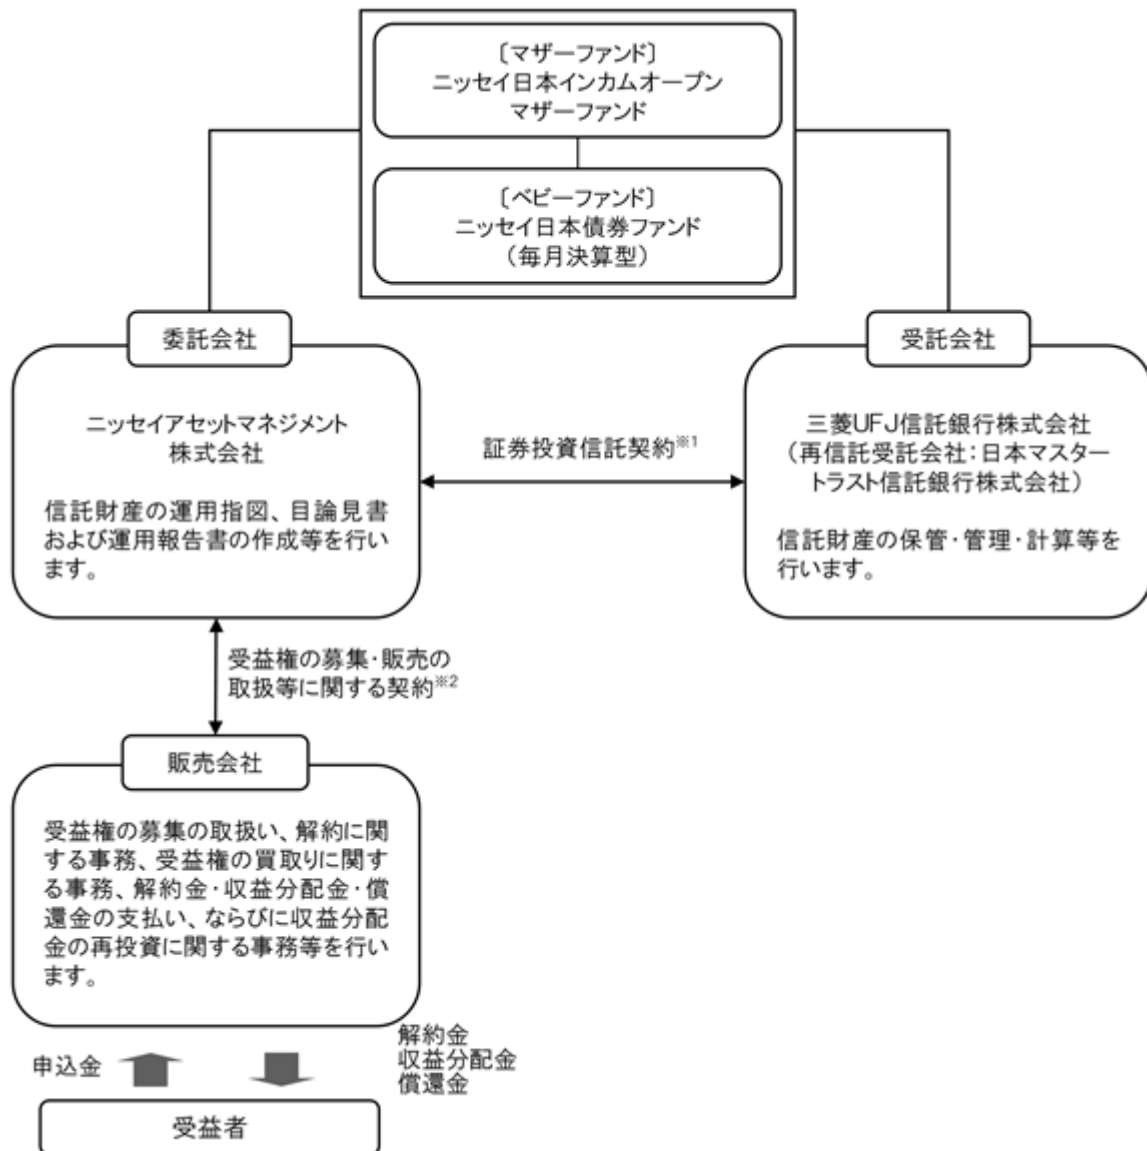 〔マザーファンド〕
ニッセイ日本インカムオープン
マザーファンド
〔ベビーファンド〕
ニッセイ日本債券ファンド
（毎月決算型）
委託会社
ニッセイアセットマネジメント
株式会社
信託財産の運用指図、目論見書
および運用報告書の作成等を行い
ます。
証券投資信託契約※1
受託会社
三菱UFJ信託銀行株式会社
（再信託受託会社：日本マスター
トラスト信託銀行株式会社）
信託財産の保管・管理・計算等を
行います。
受益権の募集・販売の
取扱等に関する契約※2
販売会社
受益権の募集の取扱い、解約に関
する事務、受益権の買取りに関す
る事務、解約金・収益分配金・償
還金の支払い、ならびに収益分配
金の再投資に関する事務等を行い
ます。
申込金
解約金
収益分配金
償還金
受益者